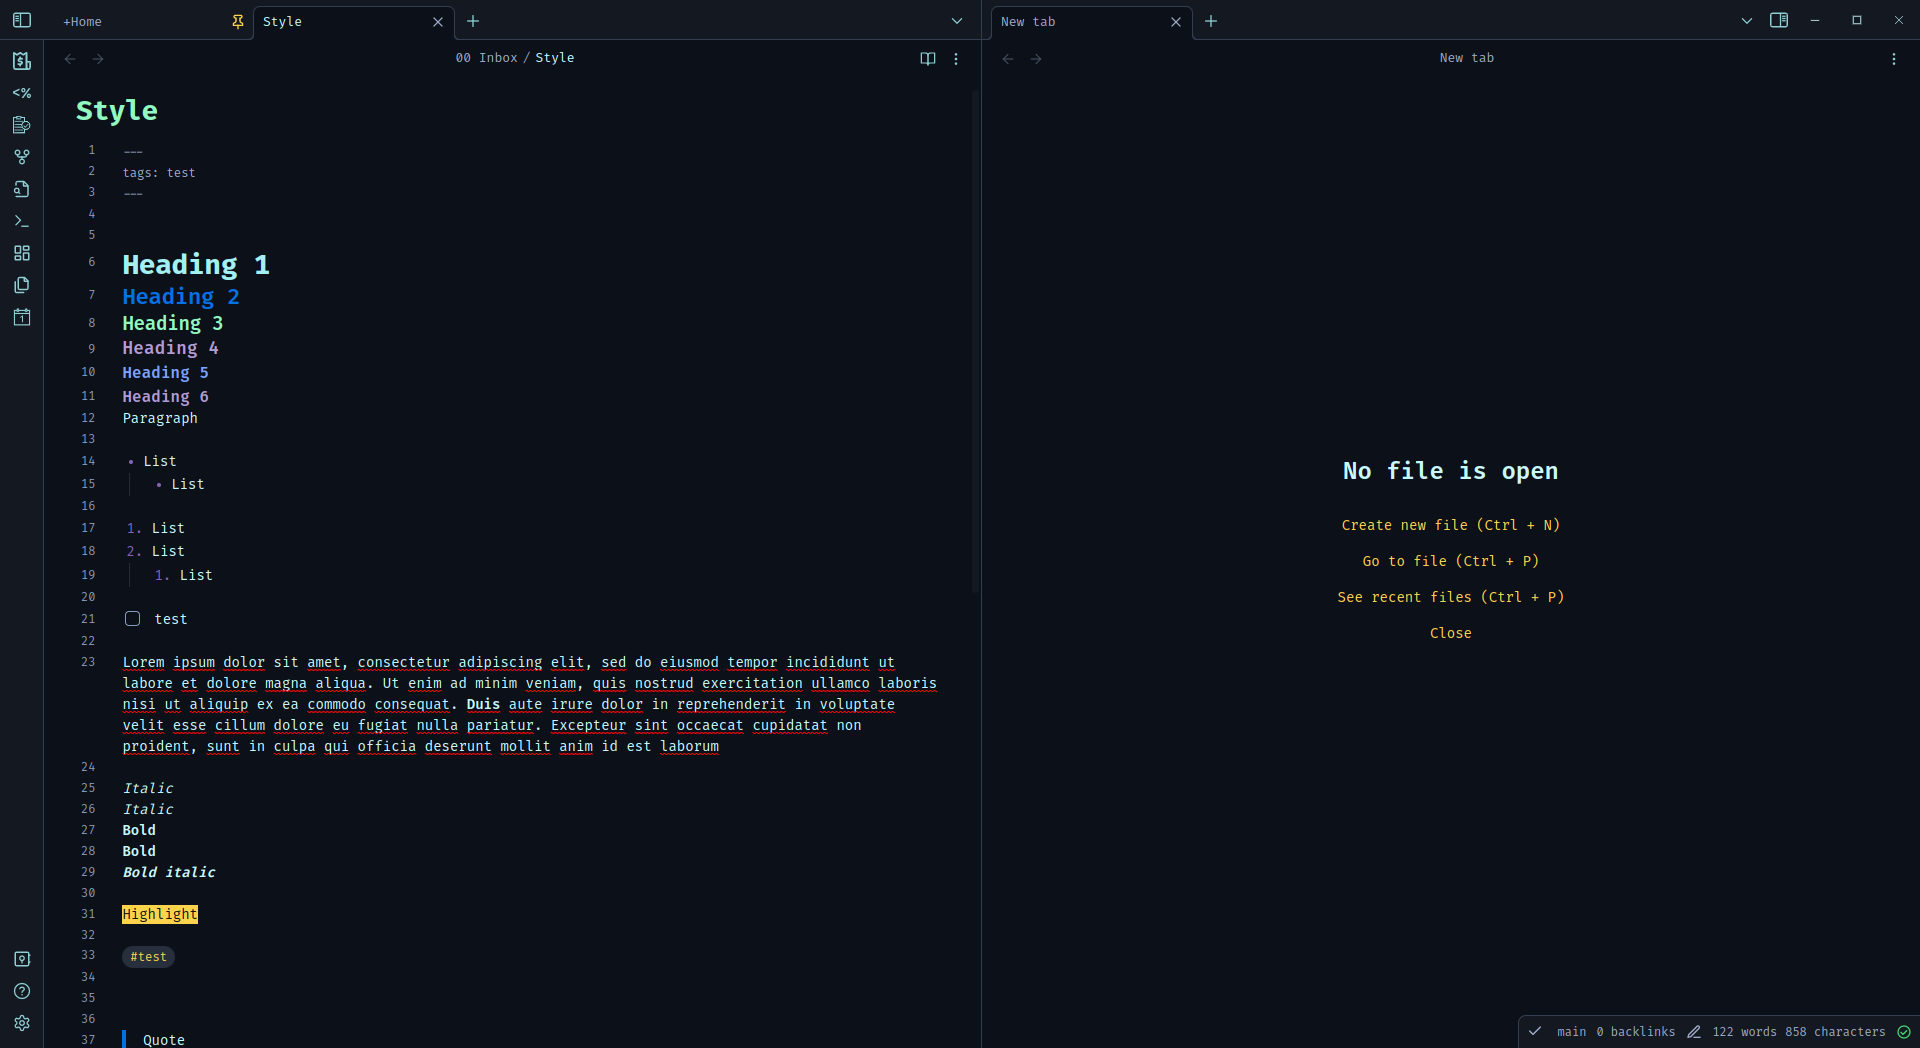 +Home
Style
New tab
00 Inbox / Style
New tab
<%
1
Style
1 ---
2 tags: test
3 ---
4
5
6 Heading 1
7 Heading 2
8 Heading 3
9 Heading 4
10 Heading 5
11 Heading 6
12 Paragraph
13
14 • List
15 • List
16
17 1. List
18 2. List
19 1. List
20
21 test
22
23 Lorem ipsum dolor sit amet, consectetur adipiscing elit, sed do eiusmod tempor incididunt ut
labore et dolore magna aliqua. Ut enim ad minim veniam, quis nostrud exercitation ullamco laboris
nisi ut aliquip ex ea commodo consequat. Duis aute irure dolor in reprehenderit in voluptate
velit esse cillum dolore eu fugiat nulla pariatur. Excepteur sint occaecat cupidatat non
proident, sunt in culpa qui officia deserunt mollit anim id est laborum
24
25 Italic
26 Italic
27 Bold
28 Bold
29 Bold italic
30
31 Highlight
32
33 #test
34
35
36
37 Quote
No file is open
Create new file (Ctrl + N)
Go to file (Ctrl + P)
See recent files (Ctrl + P)
Close
main 0 backlinks 122 words 858 characters